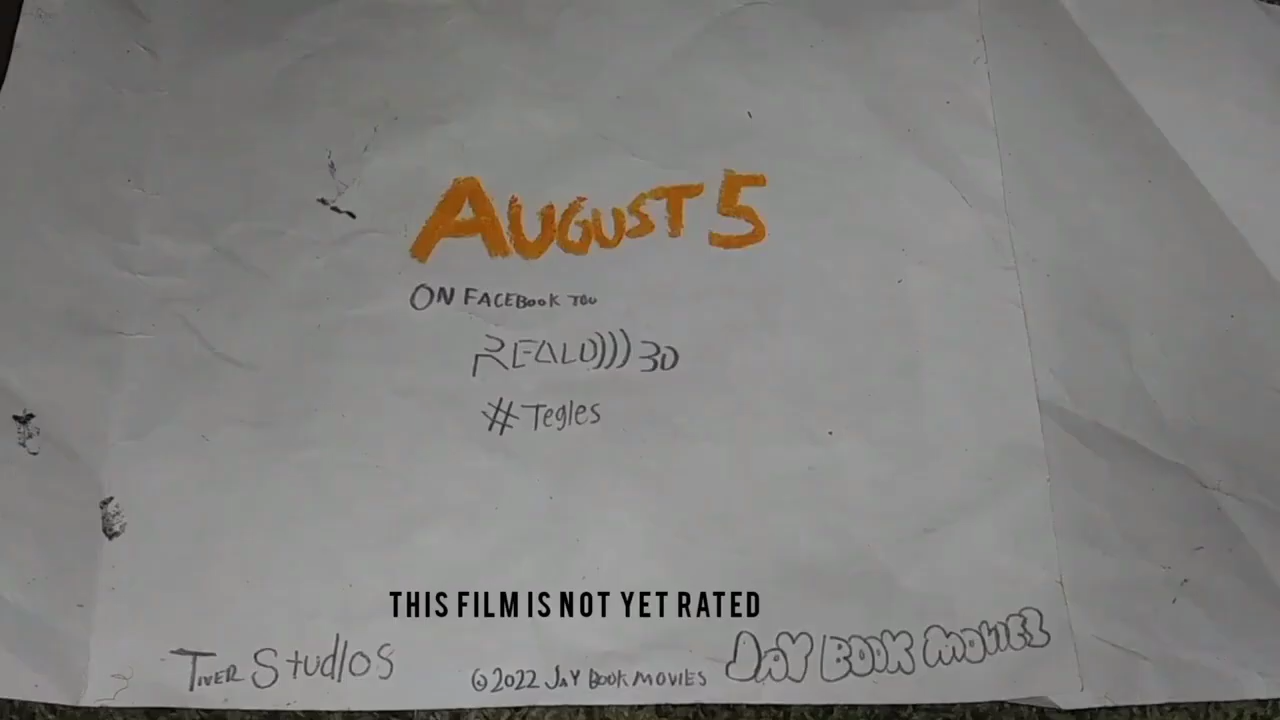 AUGUST 5
ON FACEBOOK TOU
REALD))) 3D
#Tegles
THIS FILM IS NOT YET RATED
TIVER StudIOS
©2022 JAY BOOK MOVIES
JAY BOOK MOVIES